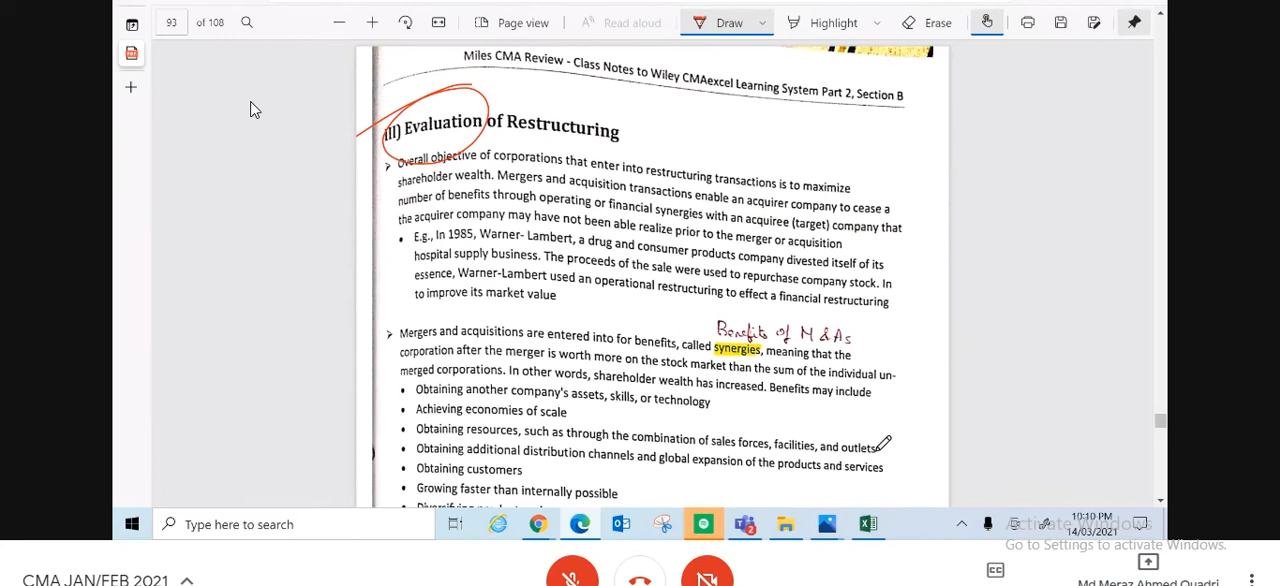 93
of 108
Page view
Read aloud
Draw
Highlight
Erase
Miles CMA Review - Class Notes to Wiley CMAexcel Learning System Part 2, Section B
III) Evaluation of Restructuring
Overall objective of corporations that enter into restructuring transactions is to maximize
shareholder wealth. Mergers and acquisition transactions enable an acquirer company to cease a
number of benefits through operating or financial synergies with an acquiree (target) company that
the acquirer company may have not been able realize prior to the merger or acquisition
• E.g., In 1985, Warner- Lambert, a drug and consumer products company divested itself of its
hospital supply business. The proceeds of the sale were used to repurchase company stock. In
essence, Warner-Lambert used an operational restructuring to effect a financial restructuring
to improve its market value
Benefits of M & As
Mergers and acquisitions are entered into for benefits, called synergies, meaning that the
corporation after the merger is worth more on the stock market than the sum of the individual un-
merged corporations. In other words, shareholder wealth has increased. Benefits may include
• Obtaining another company's assets, skills, or technology
• Achieving economies of scale
• Obtaining resources, such as through the combination of sales forces, facilities, and outlets
• Obtaining additional distribution channels and global expansion of the products and services
• Obtaining customers
• Growing faster than internally possible
Type here to search
10:10 PM
14/03/2021
Activate Windows
Go to Settings to activate Windows.
CMA JAN/FEB 2021
Md Meraz Ahmed Quadri